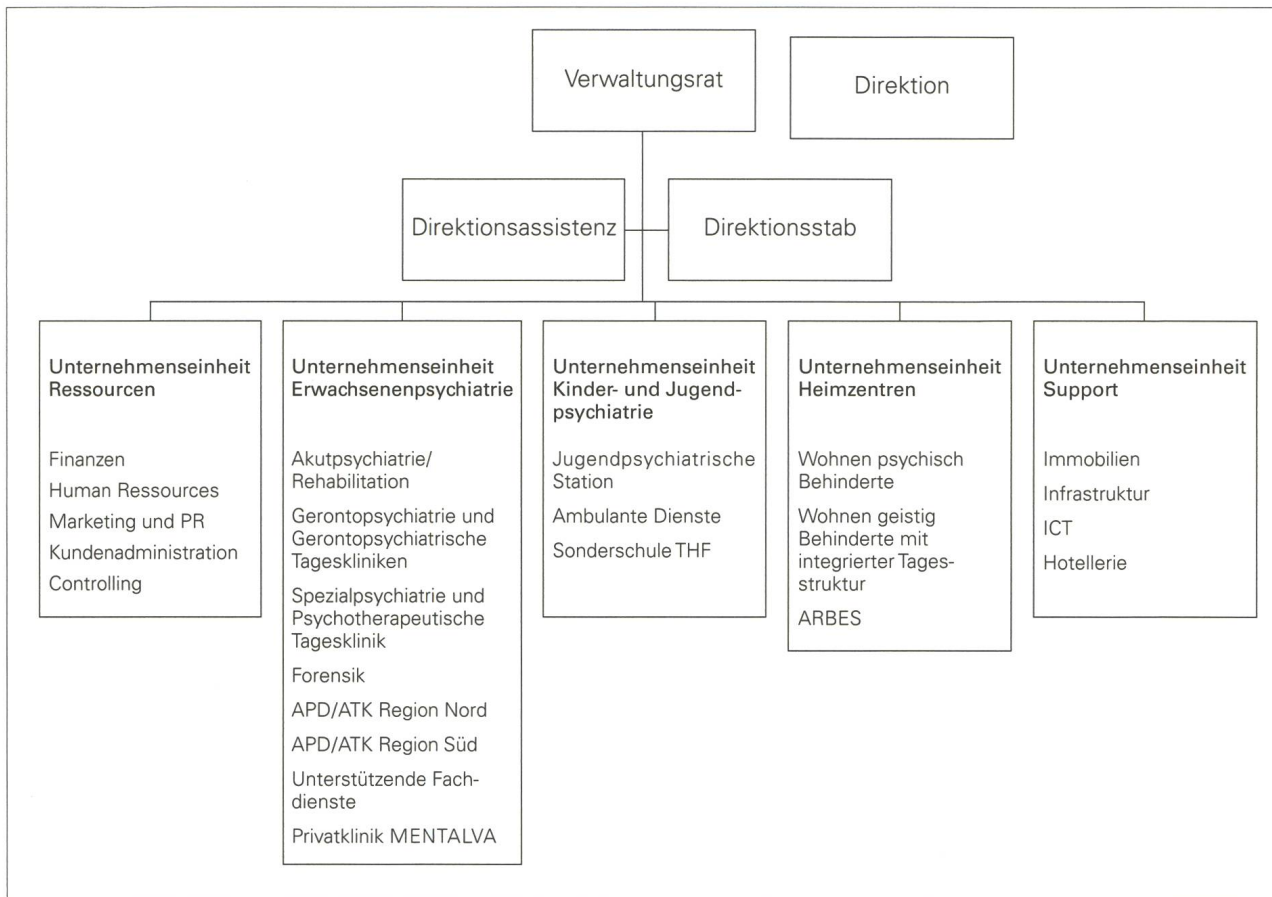 Verwaltungsrat
Direktion
Direktionsassistenz
Direktionsstab
Unternehmenseinheit
Ressourcen
Finanzen
Human Ressources
Marketing und PR
Kundenadministration
Controlling
Unternehmenseinheit
Erwachsenenpsychiatrie
Akutpsychiatrie/
Rehabilitation
Gerontopsychiatrie und
Gerontopsychiatrische
Tageskliniken
Spezialpsychiatrie und
Psychotherapeutische
Tagesklinik
Forensik
APD/ATK Region Nord
APD/ATK Region Süd
Unterstützende Fach-
dienste
Privatklinik MENTALVA
Unternehmenseinheit
Kinder- und Jugend-
psychiatrie
Jugendpsychiatrische
Station
Ambulante Dienste
Sonderschule THF
Unternehmenseinheit
Heimzentren
Wohnen psychisch
Behinderte
Wohnen geistig
Behinderte mit
integrierter Tages-
struktur
ARBES
Unternehmenseinheit
Support
Immobilien
Infrastruktur
ICT
Hotellerie